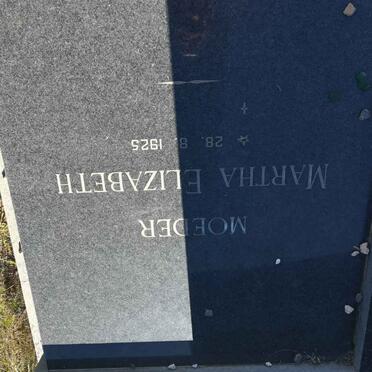 MOEDER
MARTHA ELIZABETH
☆ 28. 8. 1925
✝